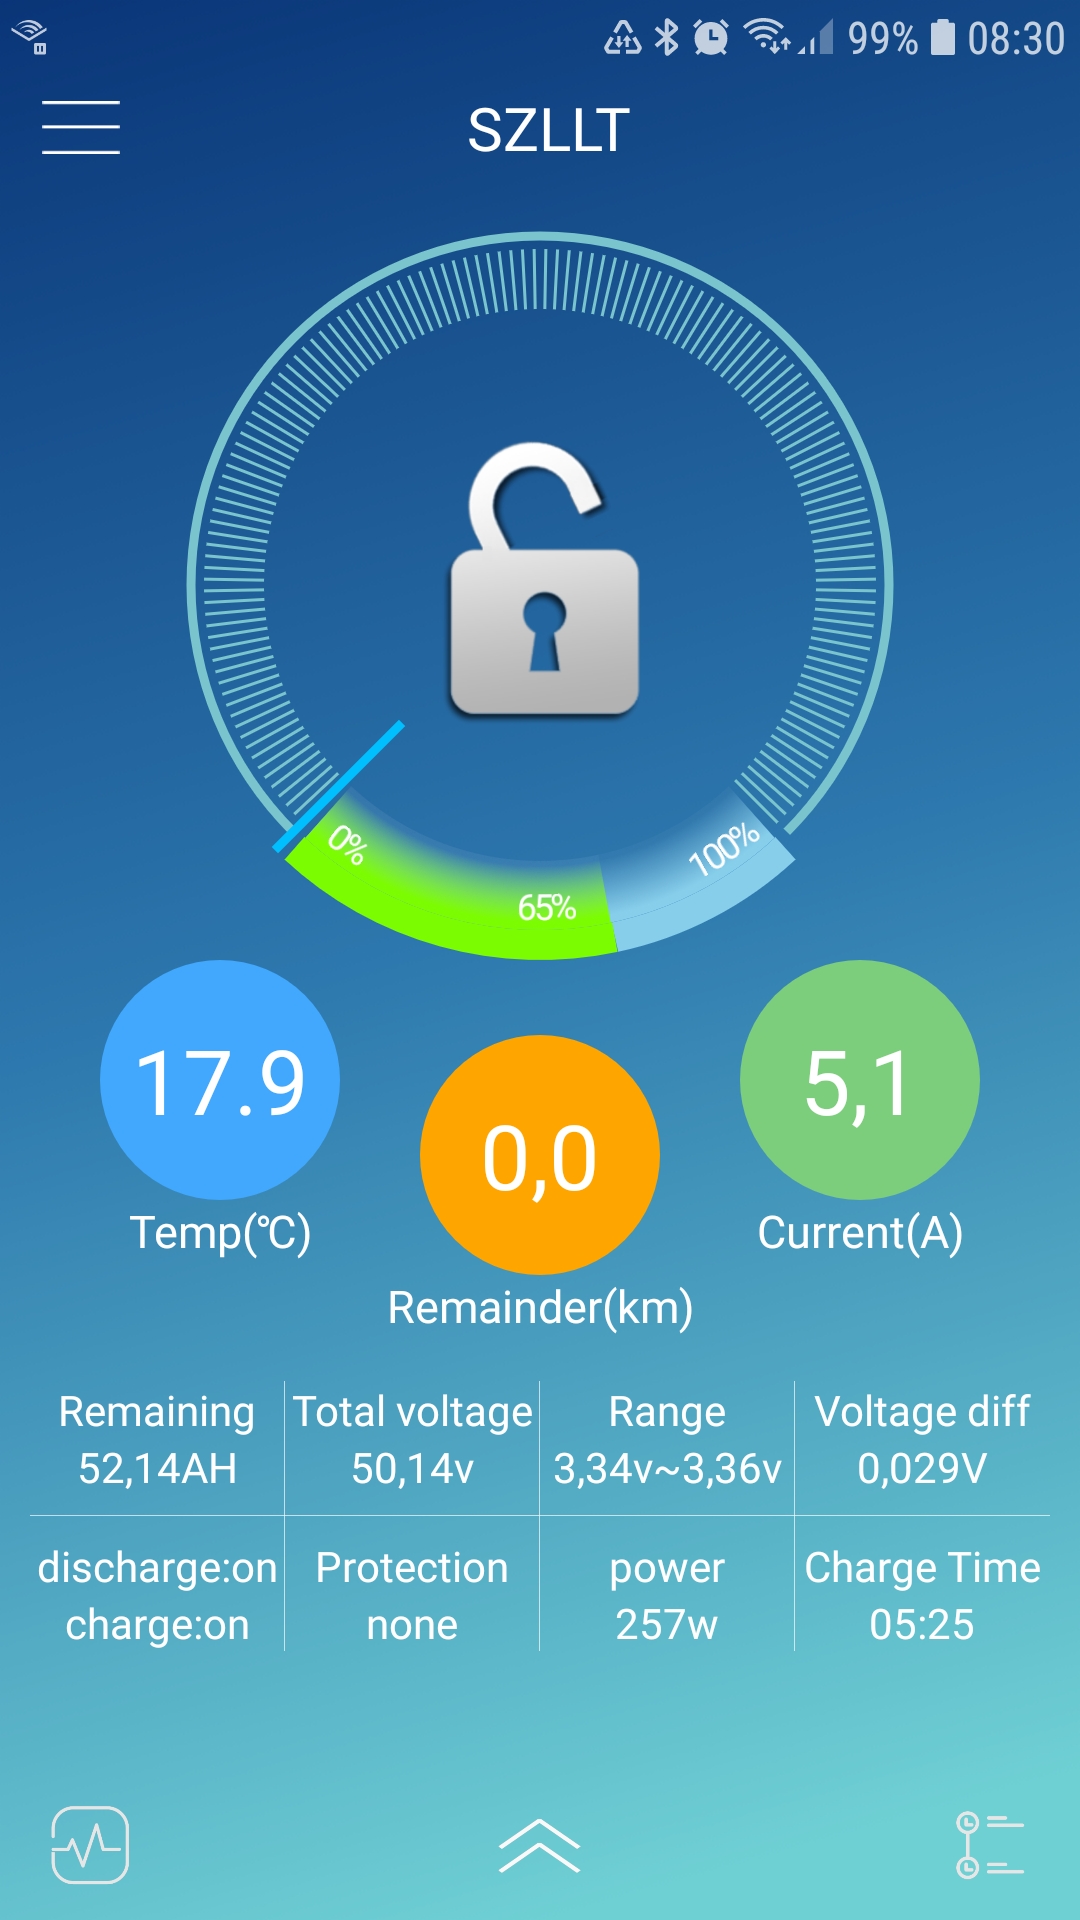 99% 08:30
SZLLT
0%
65%
100%
17.9
0,0
5,1
Temp(℃)
Remainder(km)
Current(A)
Remaining
52,14AH
Total voltage
50,14v
Range
3,34v~3,36v
Voltage diff
0,029V
discharge:on
charge:on
Protection
none
power
257w
Charge Time
05:25